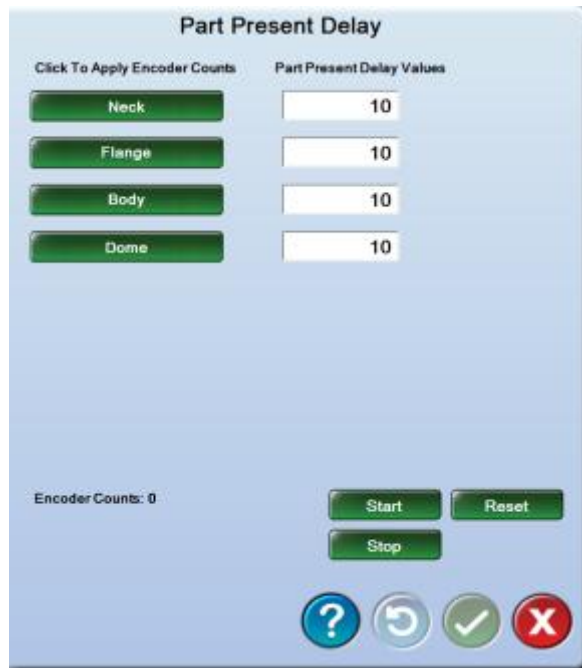 Part Present Delay
Click To Apply Encoder Counts Part Present Delay Values
Neck 10
Flange 10
Body 10
Dome 10
Encoder Counts: 0 Start Reset
Stop
?